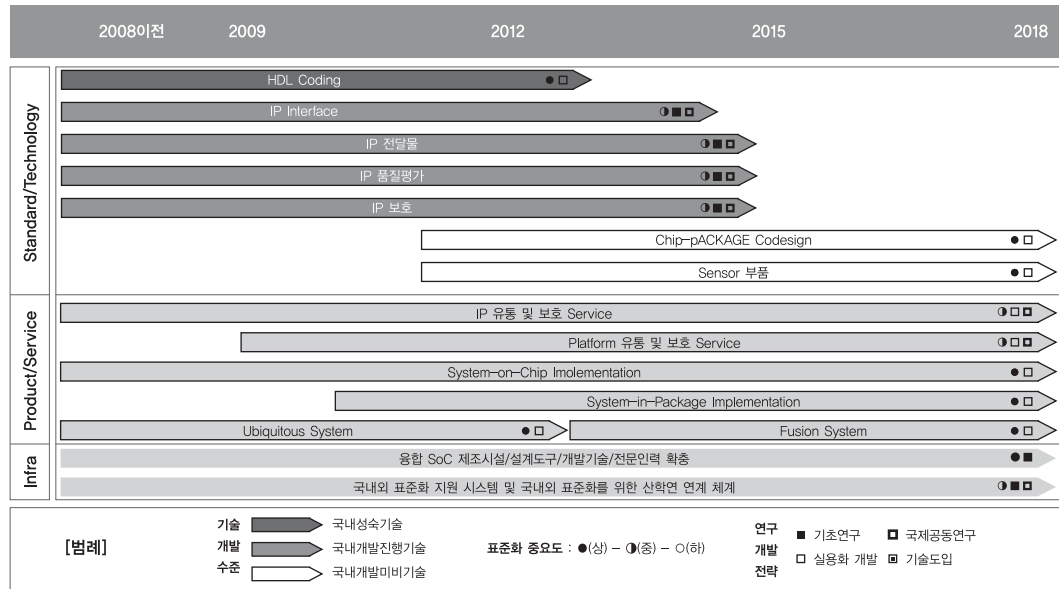 2008이전 2009 2012 2015 2018
Standard/Technology
HDL Coding ●□
IP Interface ◑■◘
IP 전달물 ◑■◘
IP 품질평가 ◑■◘
IP 보호 ◑■◘
Chip-pACKAGE Codesign ●□
Sensor 부품 ●□
Product/Service
IP 유통 및 보호 Service ◑□◘
Platform 유통 및 보호 Service ◑□◘
System-on-Chip Imolementation ●□
System-in-Package Implementation ●□
Ubiquitous System ●□ Fusion System ●□
Infra
융합 SoC 제조시설/설계도구/개발기술/전문인력 확충 ●■
국내외 표준화 지원 시스템 및 국내외 표준화를 위한 산학연 연계 체계 ◑■◘
[범례]
기술
개발
수준
국내성숙기술
국내개발진행기술
국내개발미비기술
표준화 중요도 : ●(상) - ◑(중) - ○(하)
연구
개발
전략
■ 기초연구 ◘ 국제공동연구
□ 실용화 개발 ▣ 기술도입